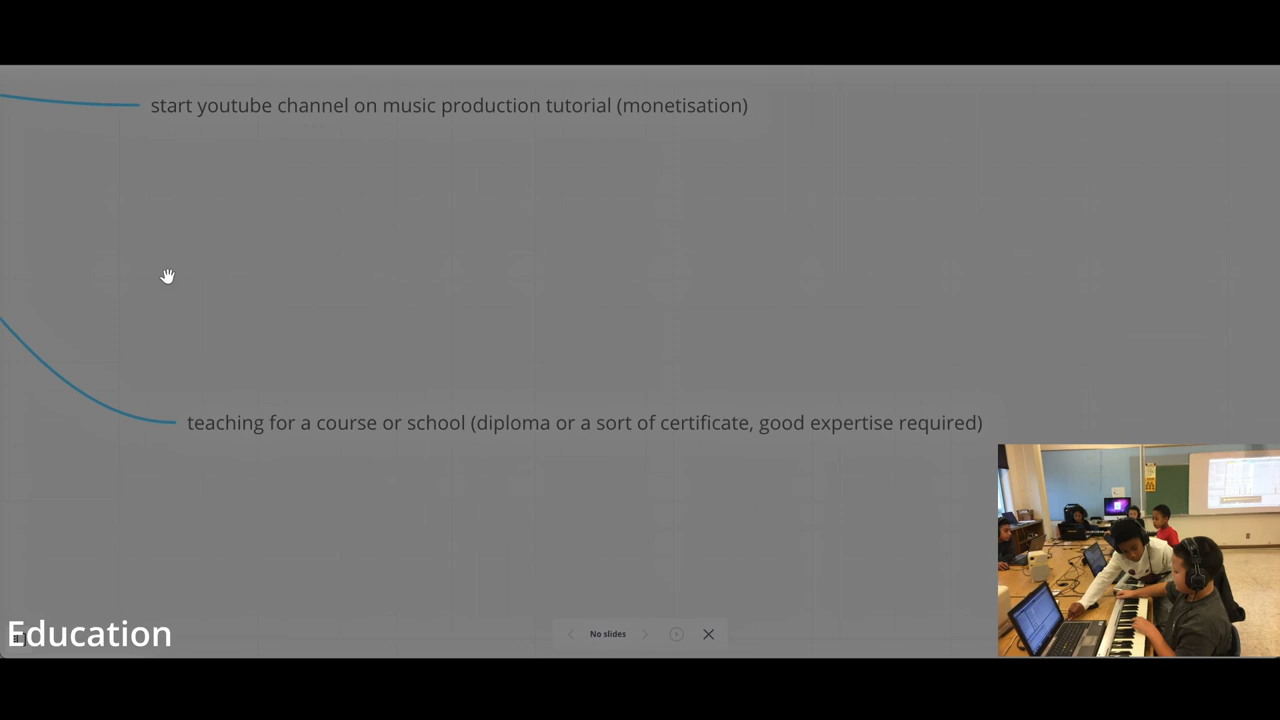 start youtube channel on music production tutorial (monetisation)
teaching for a course or school (diploma or a sort of certificate, good expertise required)
Education
No slides